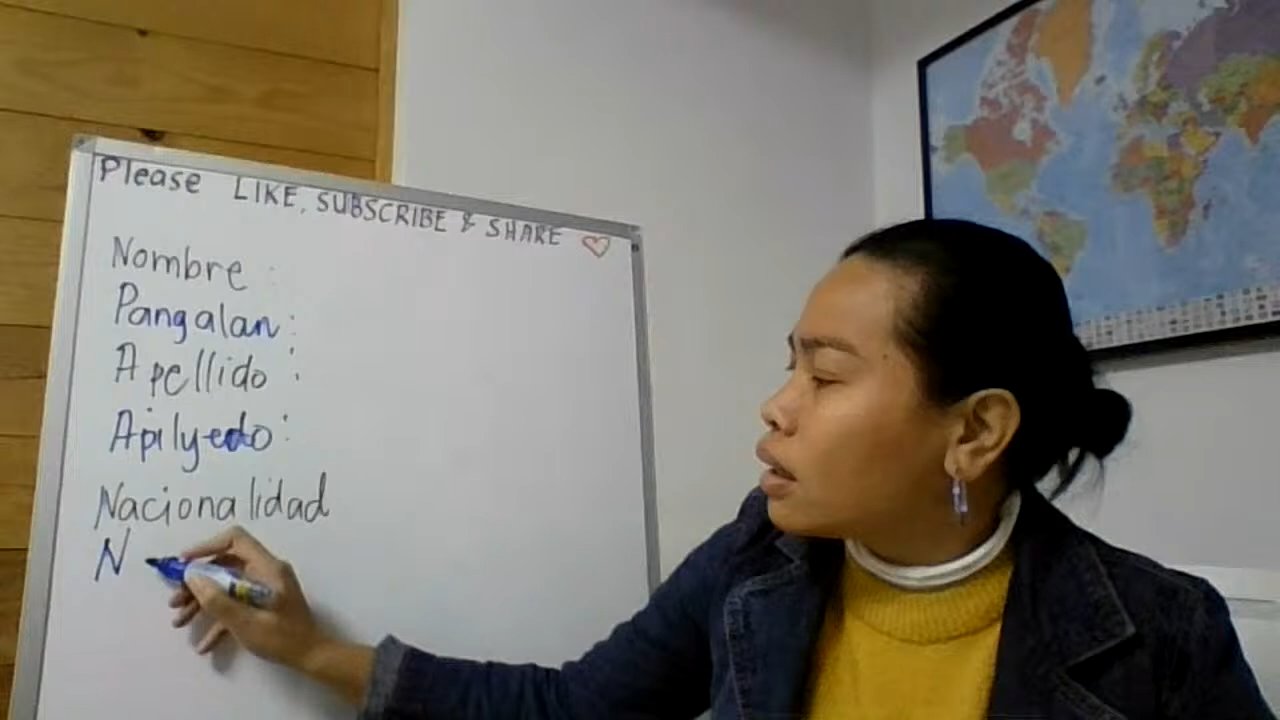 Please LIKE, SUBSCRIBE & SHARE
Nombre :
Pangalan :
Apellido :
Apilyedo :
Nacionalidad
N